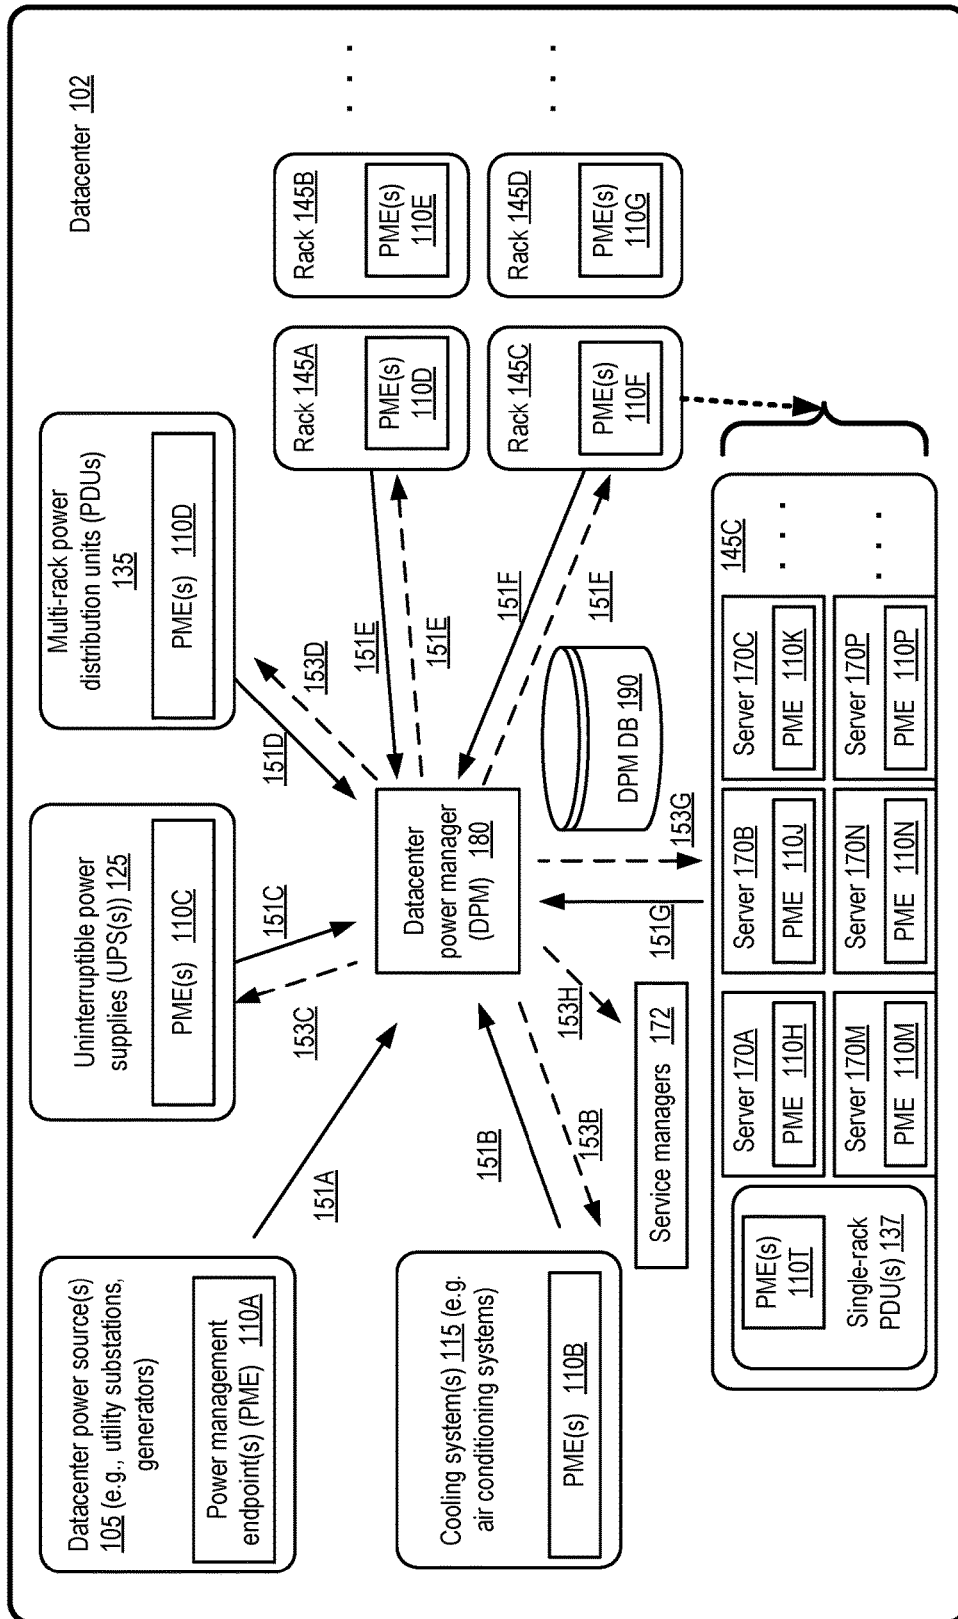 Datacenter 102
Datacenter power source(s)
105 (e.g., utility substations,
generators)
Power management
endpoint(s) (PME) 110A
Uninterruptible power
supplies (UPS(s)) 125
PME(s) 110C
Multi-rack power
distribution units (PDUs)
135
PME(s) 110D
151A
153C
151C
151D
153D
Cooling system(s) 115 (e.g.
air conditioning systems)
PME(s) 110B
151B
153B
Datacenter
power manager
(DPM) 180
151E
151E
151F
151F
Rack 145A
PME(s)
110D
Rack 145B
PME(s)
110E
. . .
Rack 145C
PME(s)
110F
Rack 145D
PME(s)
110G
. . .
DPM DB 190
153H
Service managers 172
151G
153G
PME(s)
110T
Single-rack
PDU(s) 137
Server 170A
PME 110H
Server 170B
PME 110J
Server 170C
PME 110K
145C
. . .
Server 170M
PME 110M
Server 170N
PME 110N
Server 170P
PME 110P
. . .